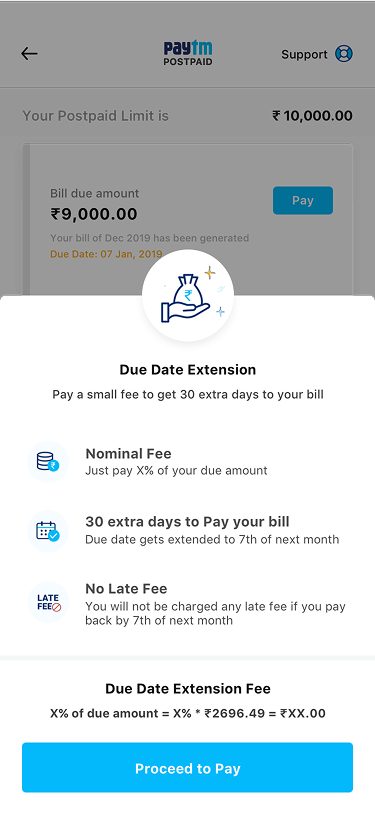 paytm
POSTPAID
Support
Your Postpaid Limit is ₹ 10,000.00
Bill due amount
₹9,000.00
Pay
Your bill of Dec 2019 has been generated
Due Date: 07 Jan, 2019
₹
Due Date Extension
Pay a small fee to get 30 extra days to your bill
₹
Nominal Fee
Just pay X% of your due amount
30 extra days to Pay your bill
Due date gets extended to 7th of next month
LATE
FEE
No Late Fee
You will not be charged any late fee if you pay
back by 7th of next month
Due Date Extension Fee
X% of due amount = X% * ₹2696.49 = ₹XX.00
Proceed to Pay